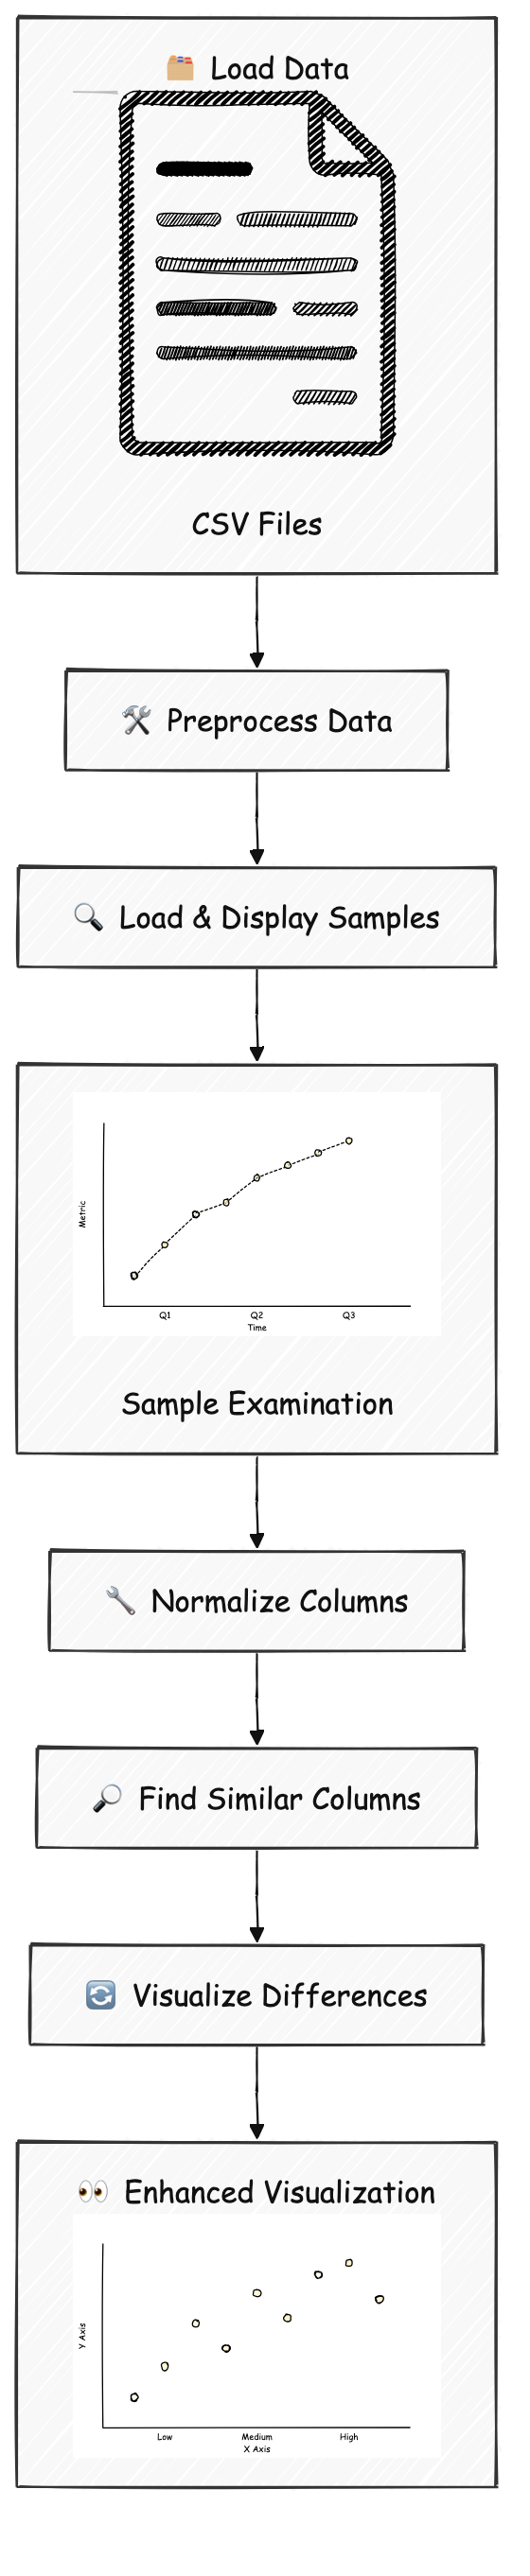 🗂️ Load Data
CSV Files
🛠️ Preprocess Data
🔍 Load & Display Samples
Metric
Q1 Q2 Q3
Time
Sample Examination
🔧 Normalize Columns
🔎 Find Similar Columns
🔄 Visualize Differences
👀 Enhanced Visualization
Y Axis
Low Medium High
X Axis